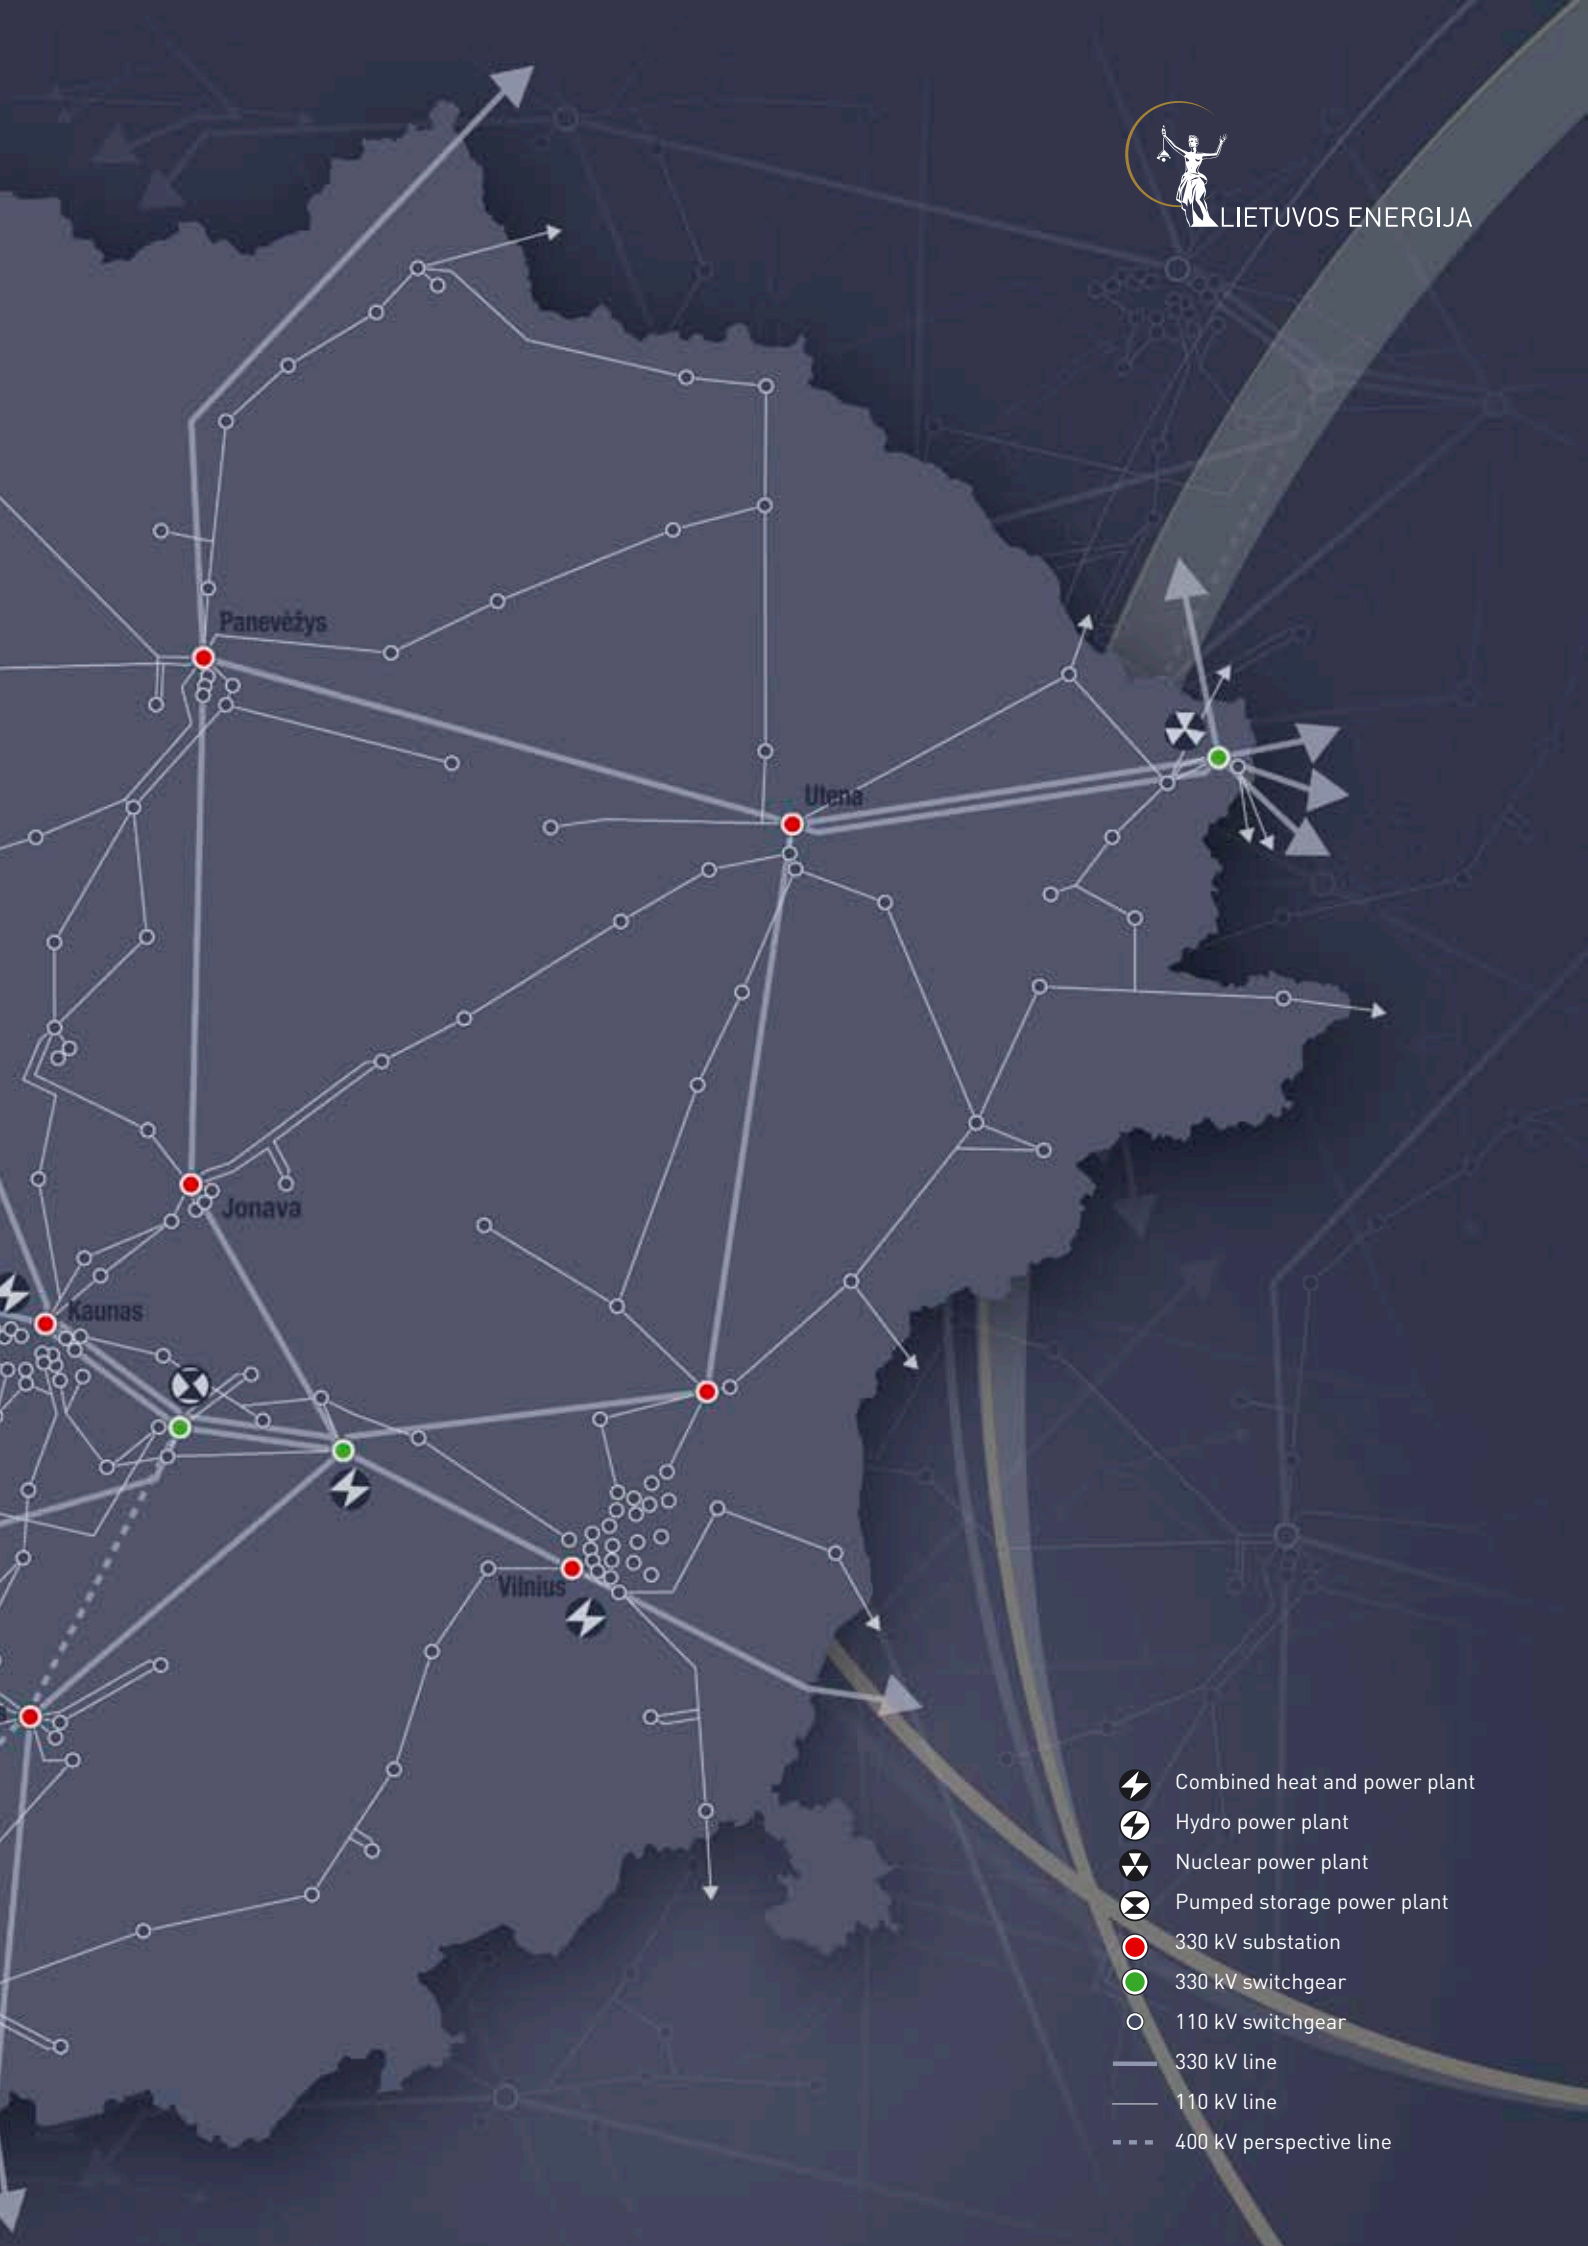 LIETUVOS ENERGIJA
Panevėžys
Utena
Jonava
Kaunas
Vilnius
Combined heat and power plant
Hydro power plant
Nuclear power plant
Pumped storage power plant
330 kV substation
330 kV switchgear
110 kV switchgear
330 kV line
110 kV line
400 kV perspective line